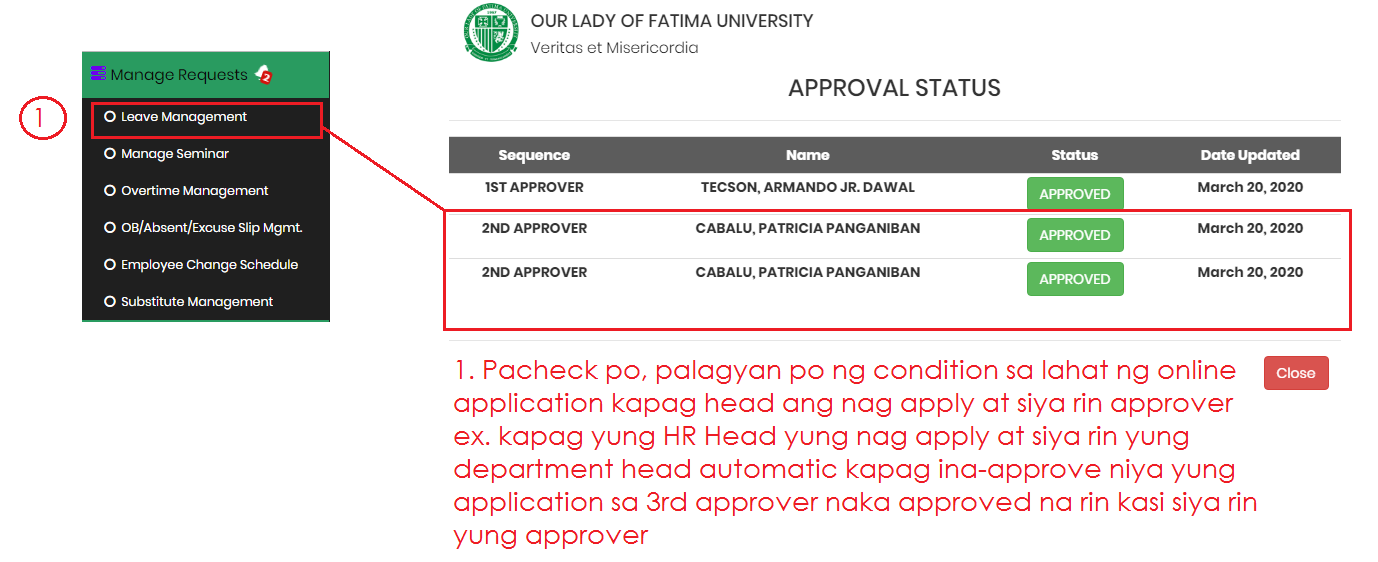 OUR LADY OF FATIMA UNIVERSITY
Veritas et Misericordia
APPROVAL STATUS
Manage Requests 2
1
Leave Management
Manage Seminar
Overtime Management
OB/Absent/Excuse Slip Mgmt.
Employee Change Schedule
Substitute Management
Sequence Name Status Date Updated
1ST APPROVER TECSON, ARMANDO JR. DAWAL APPROVED March 20, 2020
2ND APPROVER CABALU, PATRICIA PANGANIBAN APPROVED March 20, 2020
2ND APPROVER CABALU, PATRICIA PANGANIBAN APPROVED March 20, 2020
1. Pacheck po, palagyan po ng condition sa lahat ng online
application kapag head ang nag apply at siya rin approver
ex. kapag yung HR Head yung nag apply at siya rin yung
department head automatic kapag ina-approve niya yung
application sa 3rd approver naka approved na rin kasi siya rin
yung approver
Close